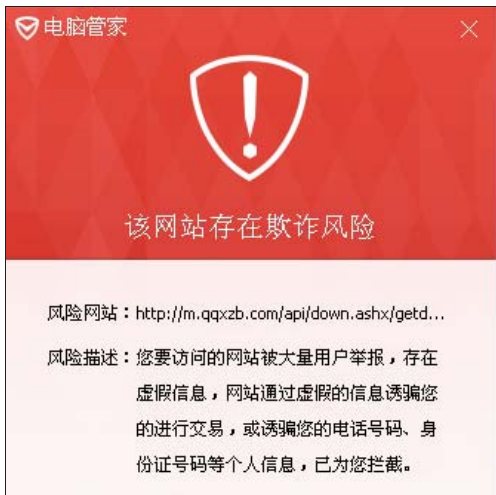 电脑管家
该网站存在欺诈风险
风险网站：http://m.qqxzb.com/api/down.ashx/getd...
风险描述：您要访问的网站被大量用户举报，存在
虚假信息，网站通过虚假的信息诱骗您
的进行交易，或诱骗您的电话号码、身
份证号码等个人信息，已为您拦截。